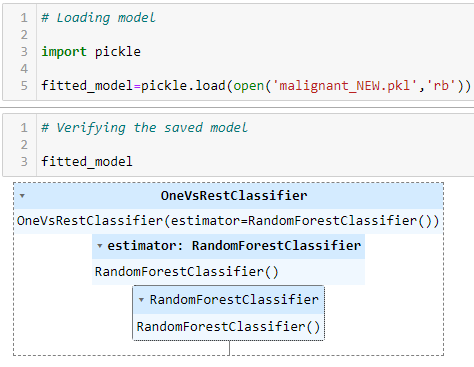 1 # Loading model
2
3 import pickle
4
5 fitted_model=pickle.load(open('malignant_NEW.pkl','rb'))
1 # Verifying the saved model
2
3 fitted_model
▾ OneVsRestClassifier
OneVsRestClassifier(estimator=RandomForestClassifier())
▾ estimator: RandomForestClassifier
RandomForestClassifier()
▾ RandomForestClassifier
RandomForestClassifier()